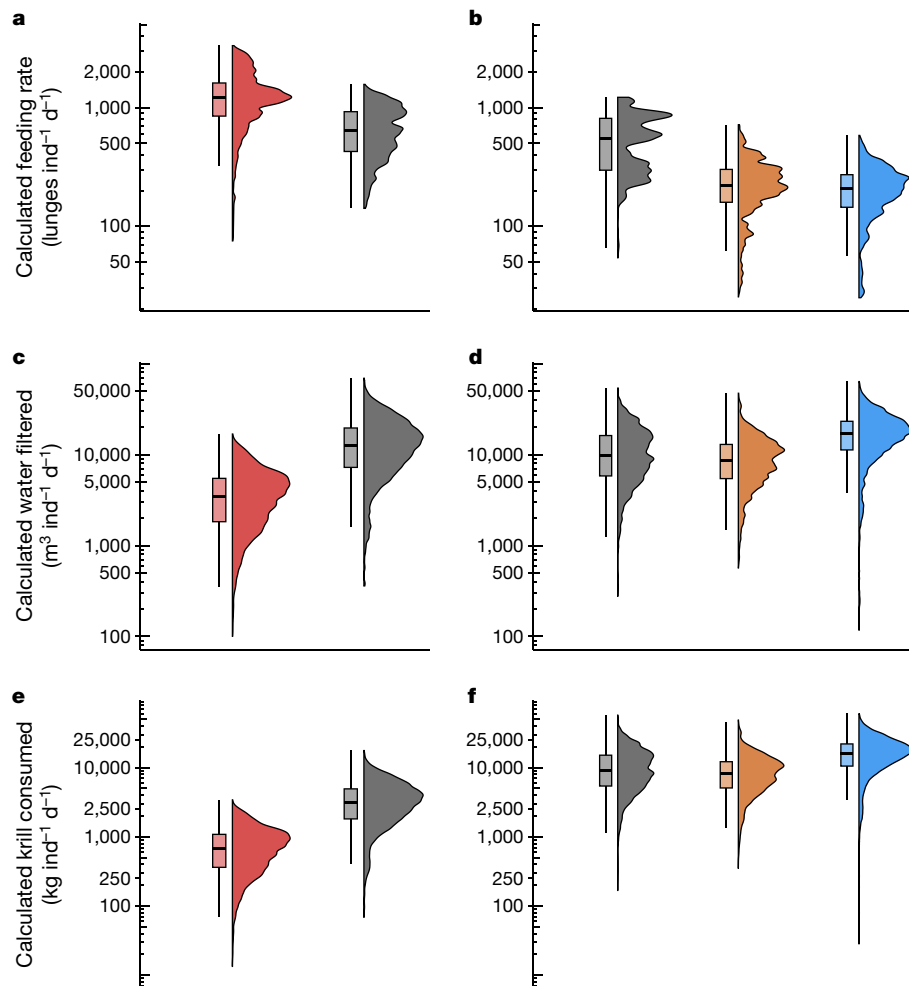 a
b
Calculated feeding rate
(lunges ind⁻¹ d⁻¹)
2,000
1,000
500
100
50
2,000
1,000
500
100
50
c
d
Calculated water filtered
(m³ ind⁻¹ d⁻¹)
50,000
10,000
5,000
1,000
500
100
50,000
10,000
5,000
1,000
500
100
e
f
Calculated krill consumed
(kg ind⁻¹ d⁻¹)
25,000
10,000
2,500
1,000
250
100
25,000
10,000
2,500
1,000
250
100